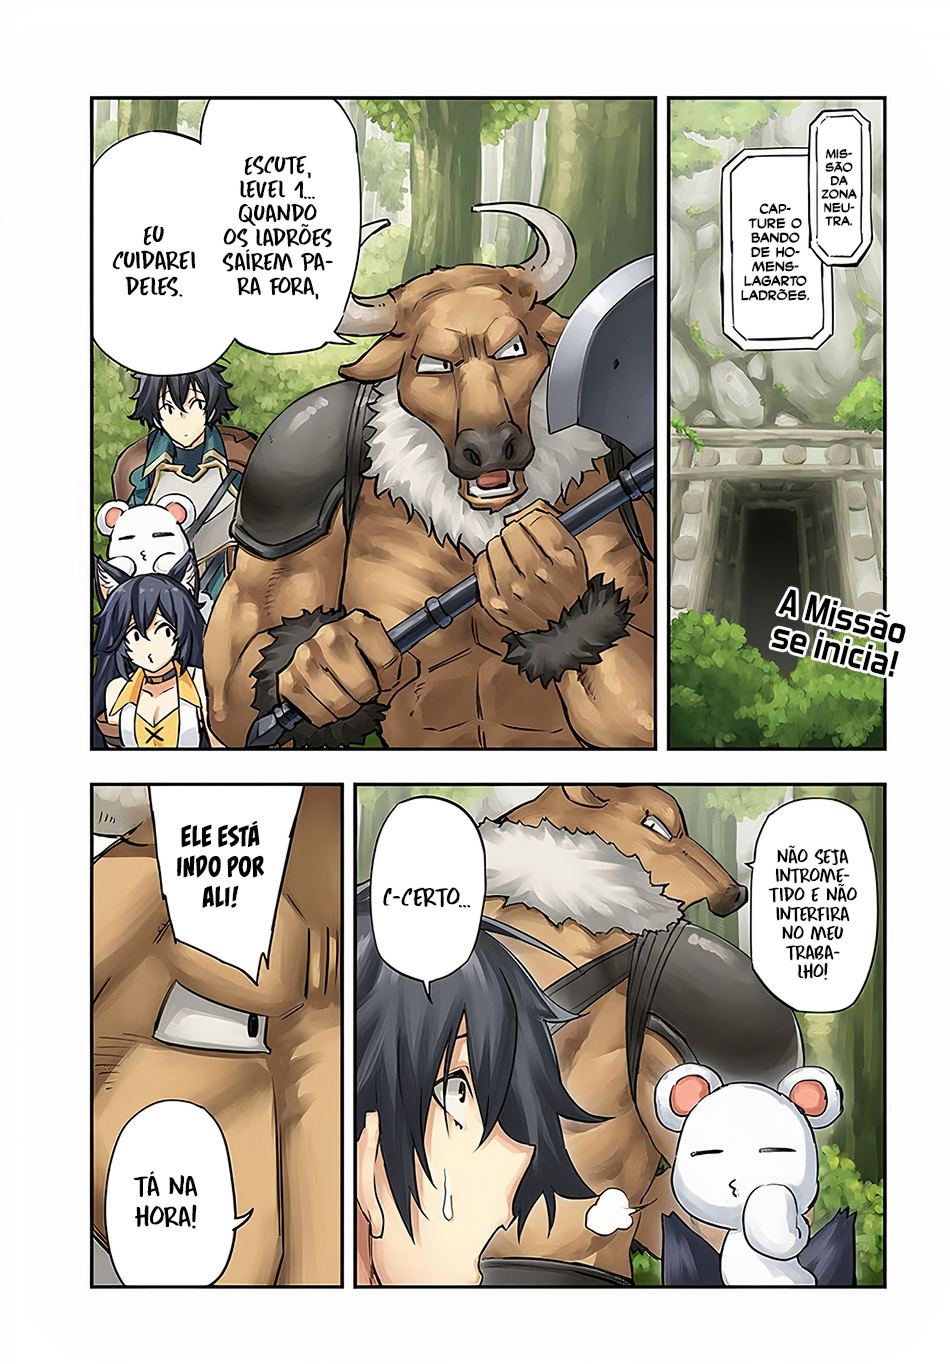 MIS-
SÃO
DA
ZONA
NEU-
TRA.
CAP-
TURE O
BANDO
DE HO-
MENS-
LAGARTO
LADRÕES.
A Missão
se inicia!
ESCUTE,
LEVEL 1...
QUANDO
OS LADRÕES
SAÍREM PA-
RA FORA,
EU
CUIDAREI
DELES.
NÃO SEJA
INTROME-
TIDO E NÃO
INTERFIRA
NO MEU
TRABA-
LHO!
C-CERTO...
ELE ESTÁ
INDO POR
ALI!
TÁ NA
HORA!